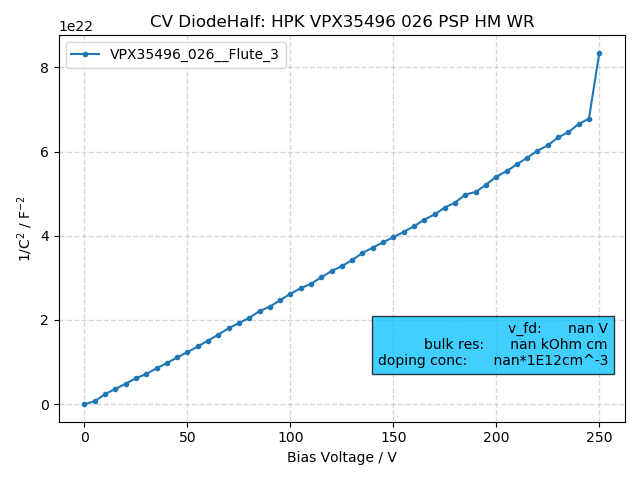 CV DiodeHalf: HPK VPX35496 026 PSP HM WR
1e22
VPX35496_026__Flute_3
8
6
4
2
0
1/C² / F⁻²
v_fd: nan V
bulk res: nan kOhm cm
doping conc: nan*1E12cm^-3
0 50 100 150 200 250
Bias Voltage / V